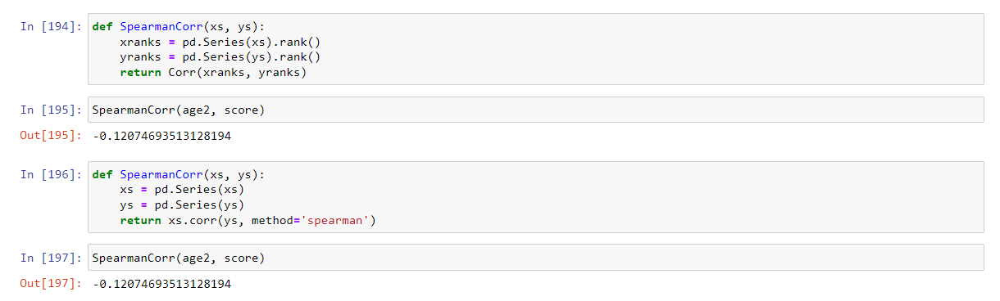 In [194]: def SpearmanCorr(xs, ys):
    xranks = pd.Series(xs).rank()
    yranks = pd.Series(ys).rank()
    return Corr(xranks, yranks)
In [195]: SpearmanCorr(age2, score)
Out[195]: -0.12074693513128194
In [196]: def SpearmanCorr(xs, ys):
    xs = pd.Series(xs)
    ys = pd.Series(ys)
    return xs.corr(ys, method='spearman')
In [197]: SpearmanCorr(age2, score)
Out[197]: -0.12074693513128194